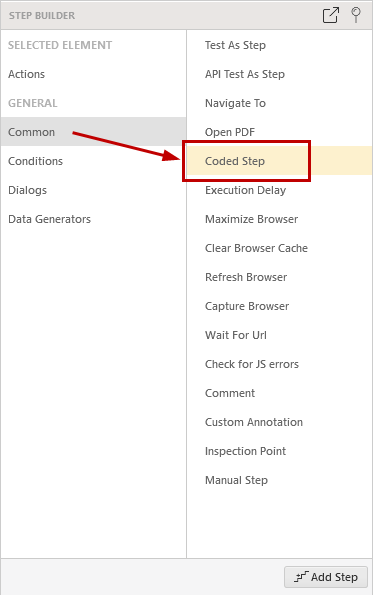 STEP BUILDER
SELECTED ELEMENT
Actions
GENERAL
Common
Conditions
Dialogs
Data Generators
Test As Step
API Test As Step
Navigate To
Open PDF
Coded Step
Execution Delay
Maximize Browser
Clear Browser Cache
Refresh Browser
Capture Browser
Wait For Url
Check for JS errors
Comment
Custom Annotation
Inspection Point
Manual Step
Add Step